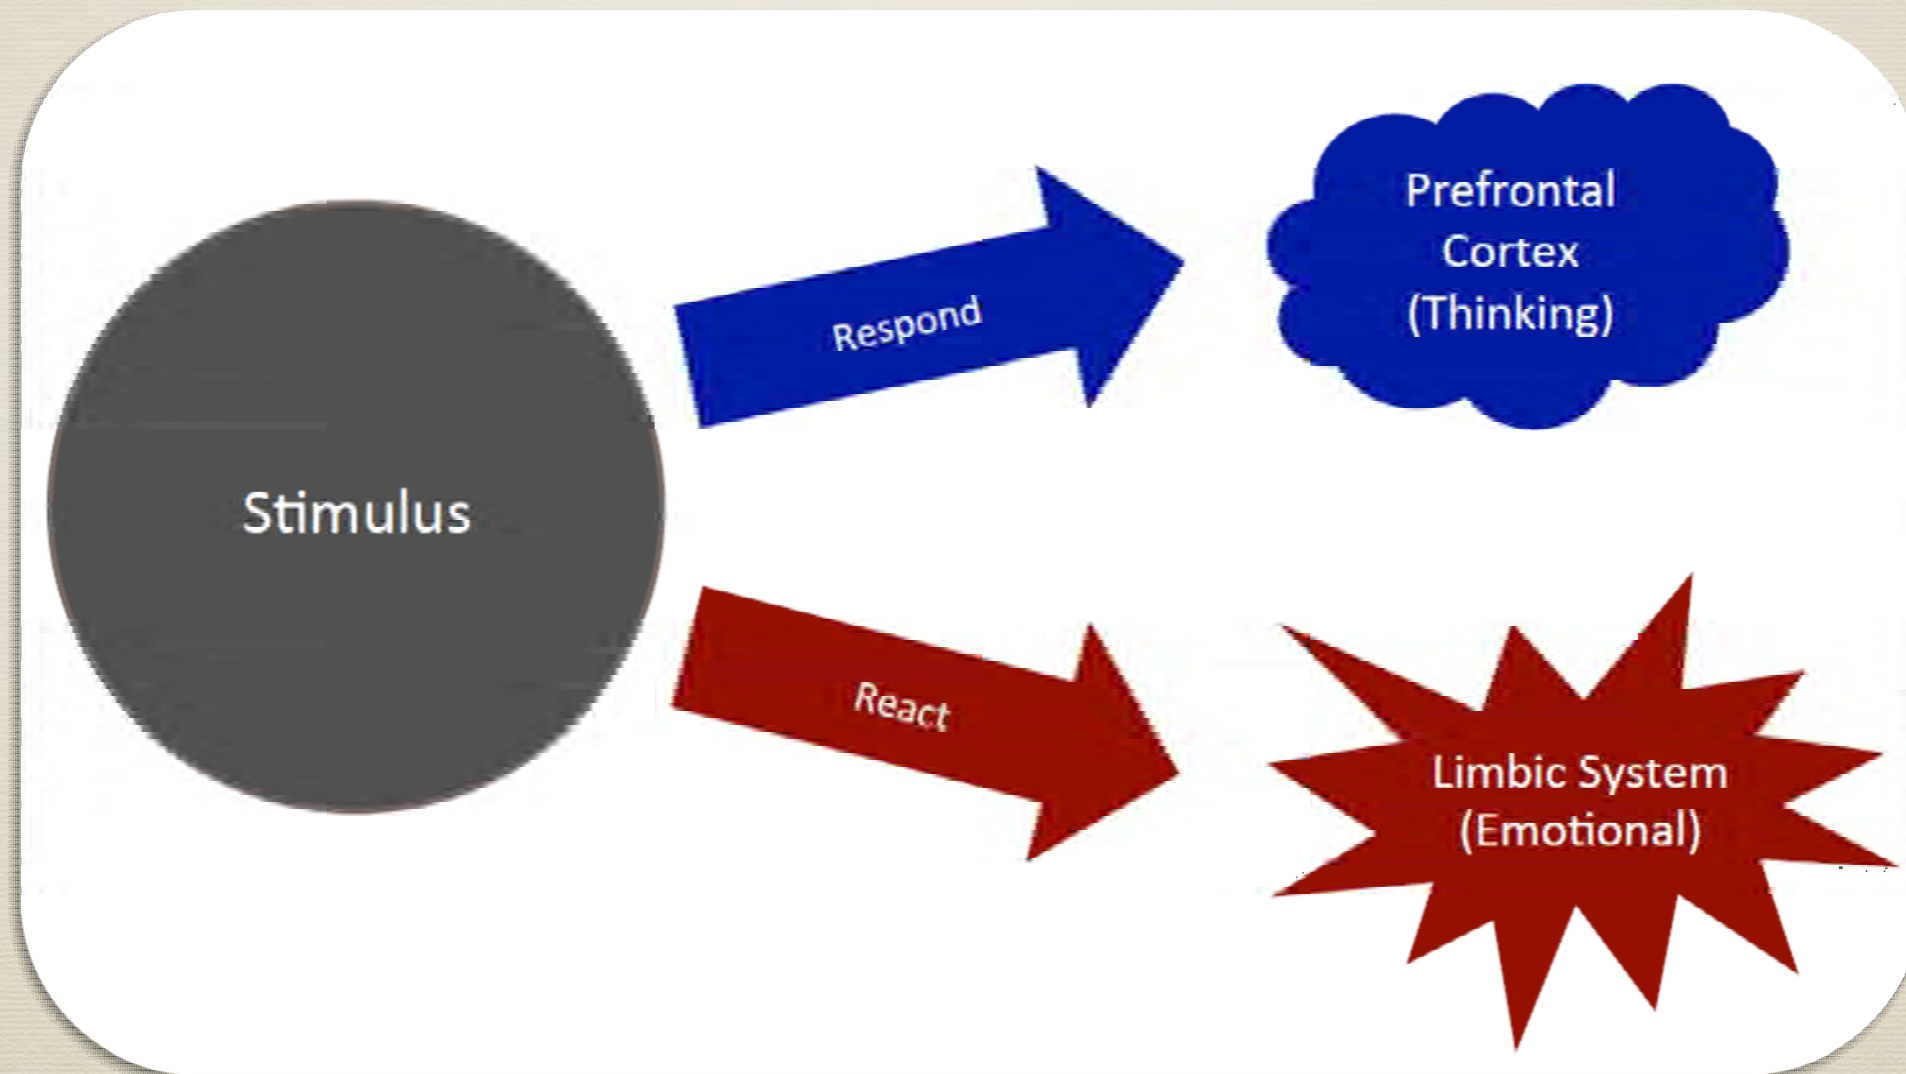 Stimulus
Respond
Prefrontal
Cortex
(Thinking)
React
Limbic System
(Emotional)